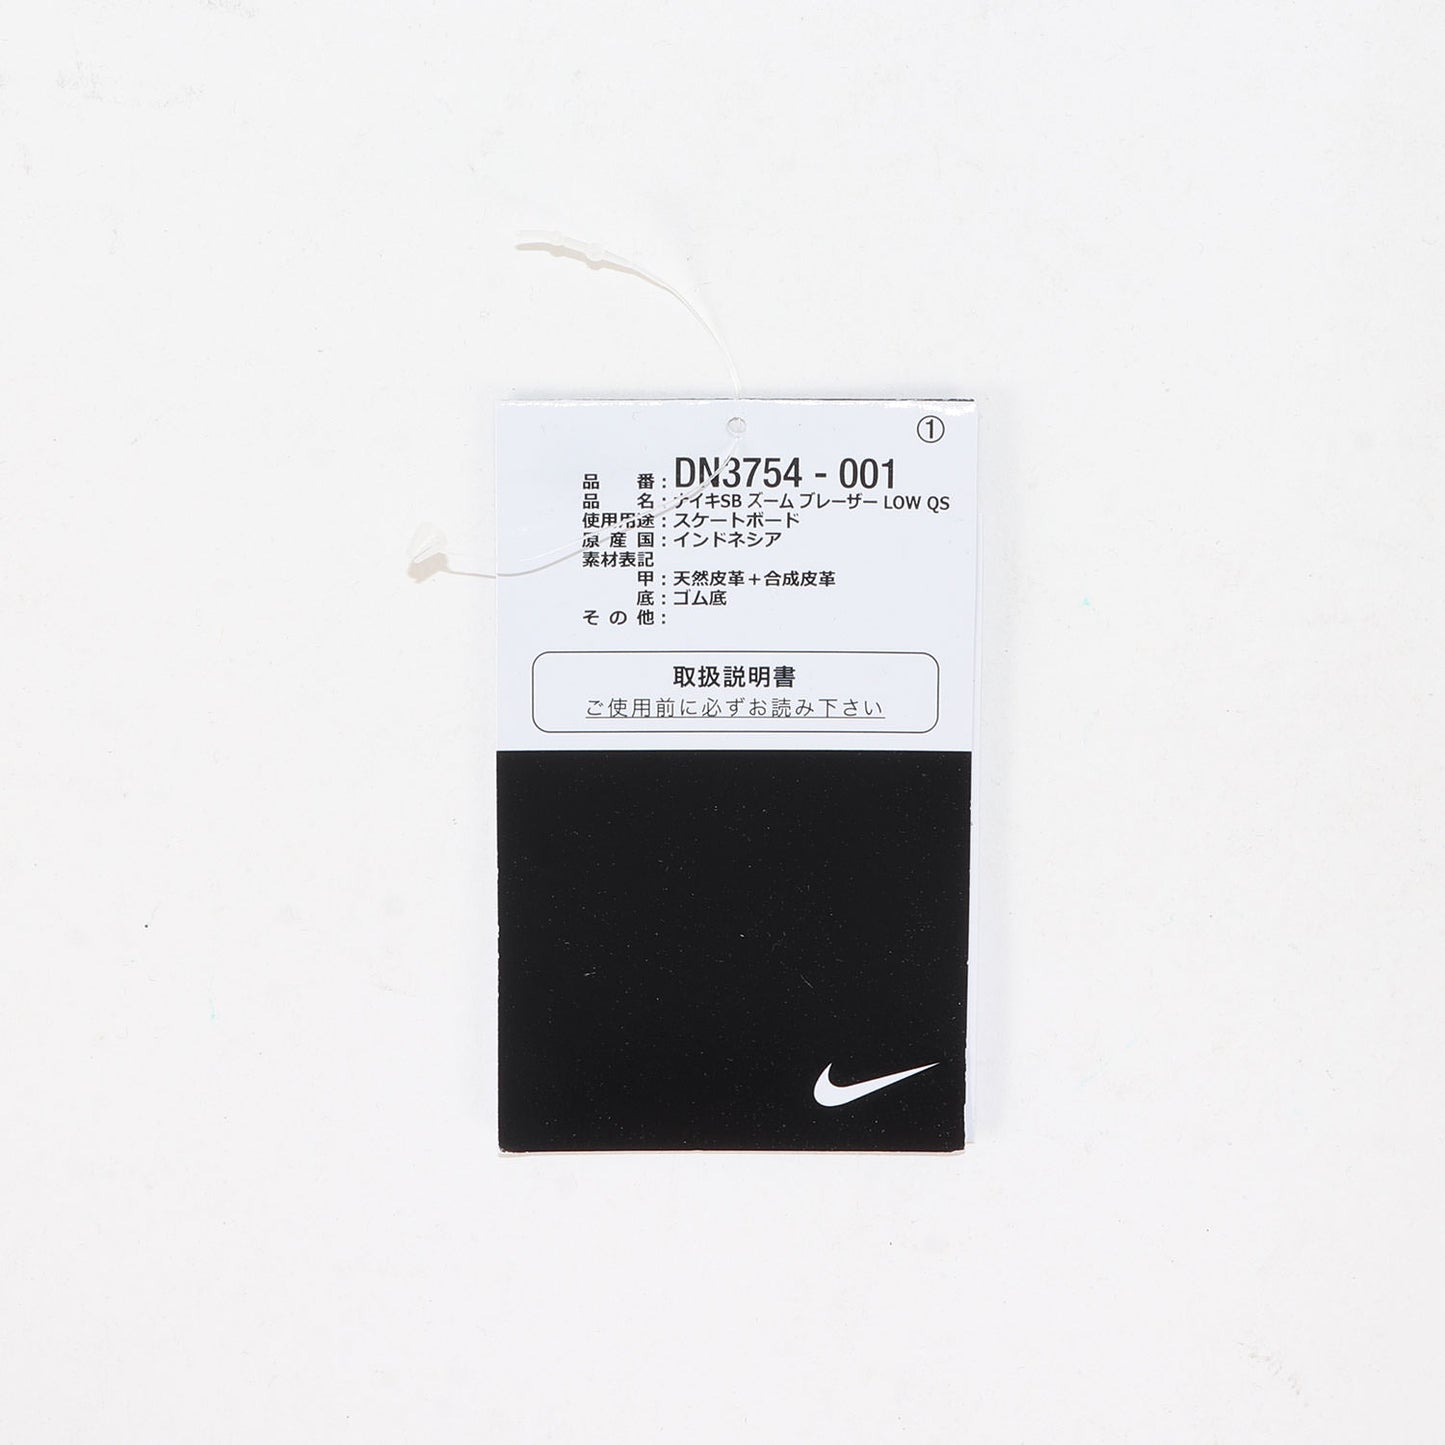 ①
品 番 : DN3754 - 001
品 名 : ナイキSB ズーム ブレーザー LOW QS
使用用途 : スケートボード
原 産 国 : インドネシア
素材表記
甲 : 天然皮革＋合成皮革
底 : ゴム底
そ の 他 :
取扱説明書
ご使用前に必ずお読み下さい